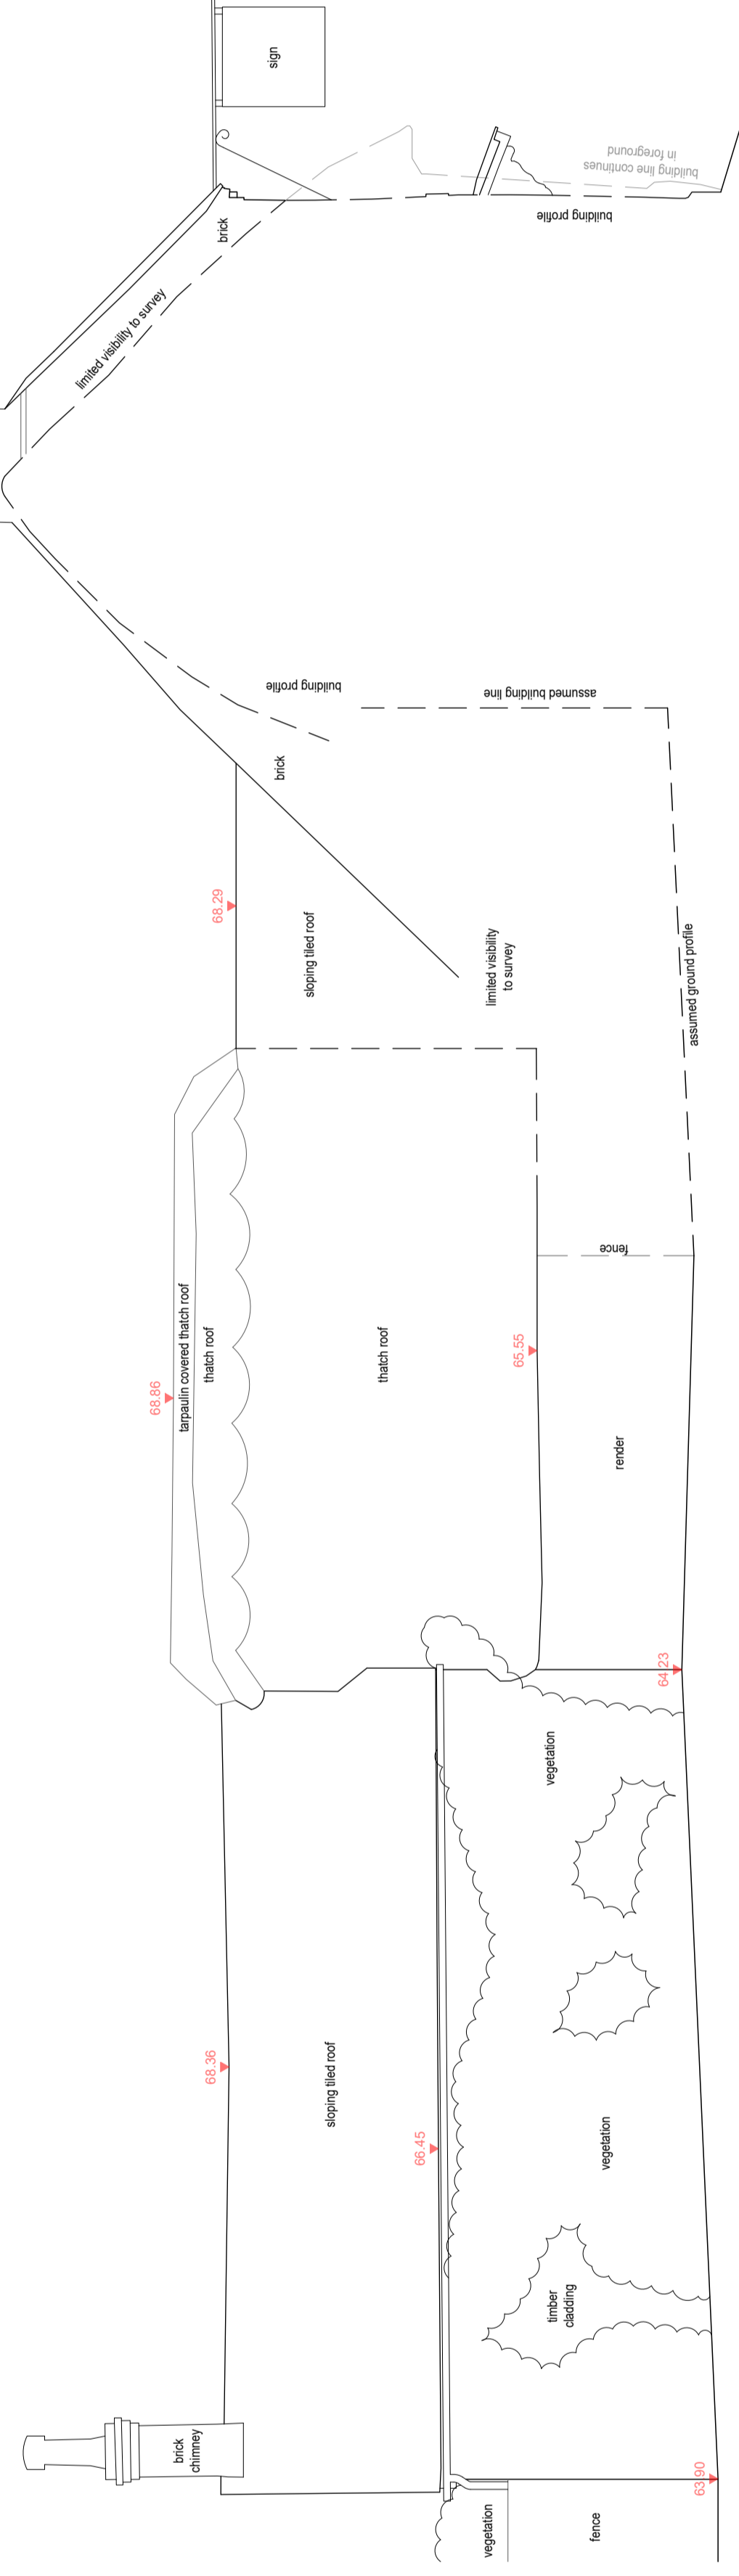 sign
building line continues
in foreground
building profile
brick
limited visibility to survey
building profile
assumed building line
brick
68.29
sloping tiled roof
limited visibility
to survey
assumed ground profile
fence
68.86
tarpaulin covered thatch roof
thatch roof
thatch roof
65.55
render
64.23
vegetation
68.36
sloping tiled roof
66.45
vegetation
timber
cladding
brick
chimney
63.90
vegetation
fence